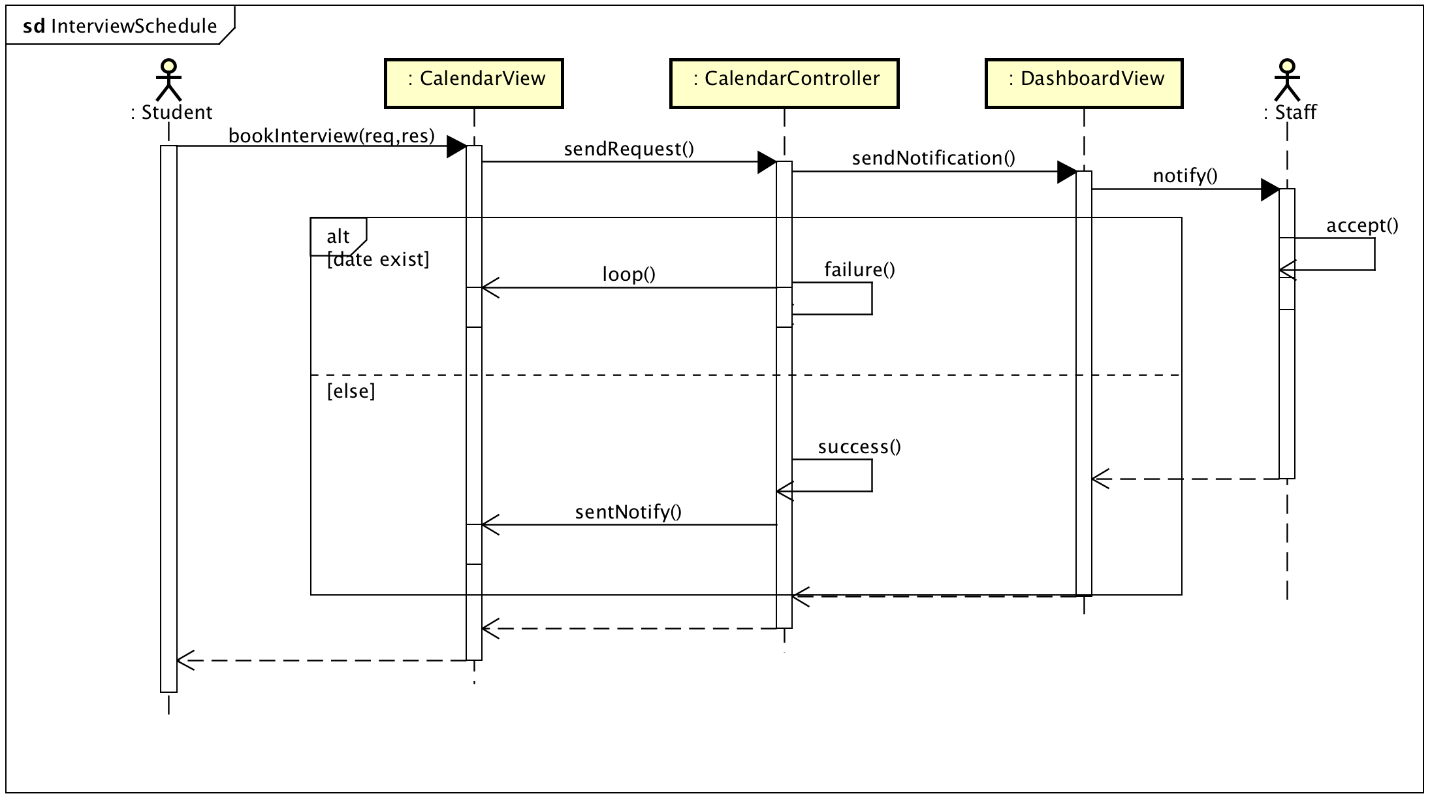 sd InterviewSchedule
: Student
: CalendarView
: CalendarController
: DashboardView
: Staff
bookInterview(req,res)
sendRequest()
sendNotification()
notify()
accept()
alt
[date exist]
loop()
failure()
[else]
success()
sentNotify()